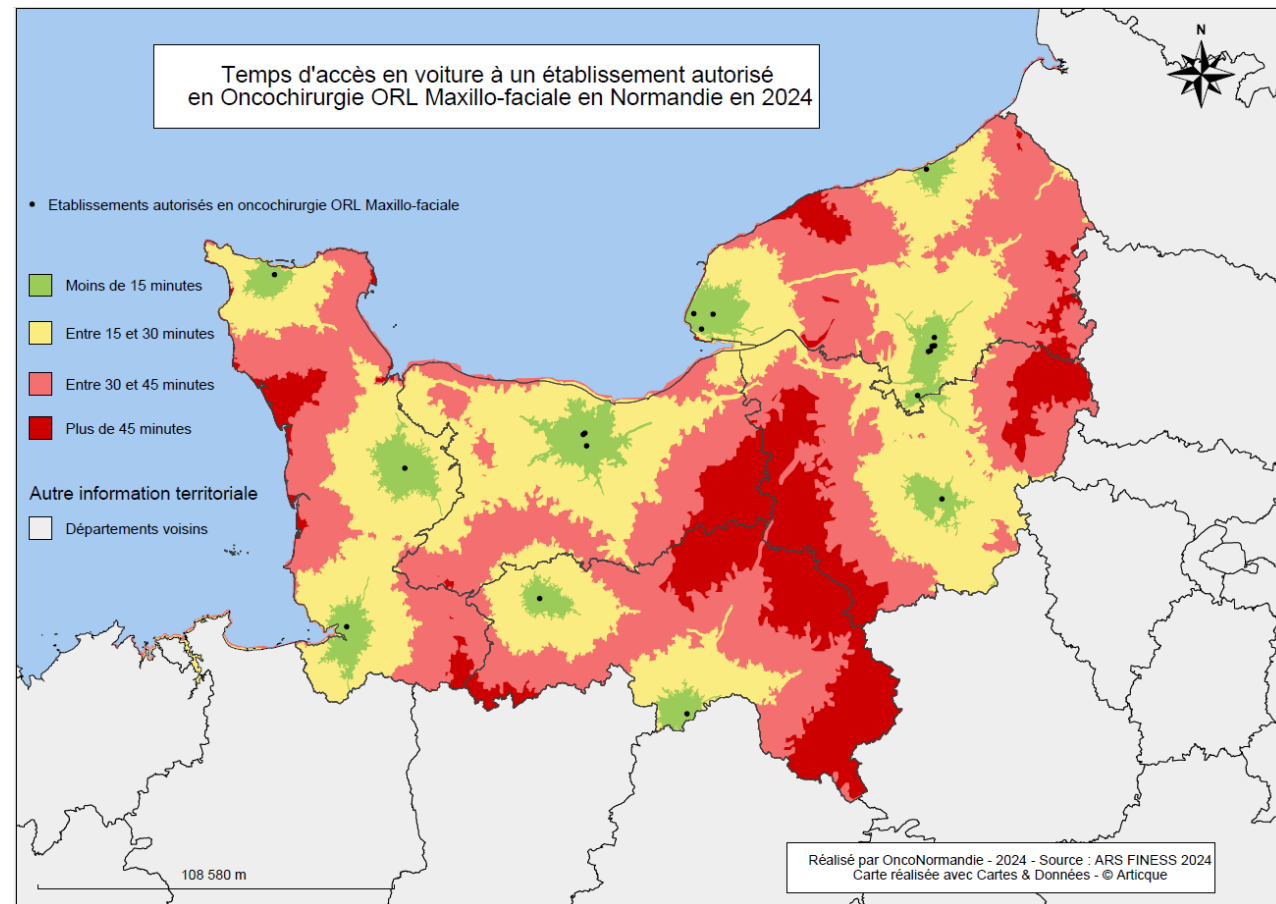 Temps d'accès en voiture à un établissement autorisé
en Oncochirurgie ORL Maxillo-faciale en Normandie en 2024
N
Etablissements autorisés en oncochirurgie ORL Maxillo-faciale
Moins de 15 minutes
Entre 15 et 30 minutes
Entre 30 et 45 minutes
Plus de 45 minutes
Autre information territoriale
Départements voisins
108 580 m
Réalisé par OncoNormandie - 2024 - Source : ARS FINESS 2024
Carte réalisée avec Cartes & Données - © Articque